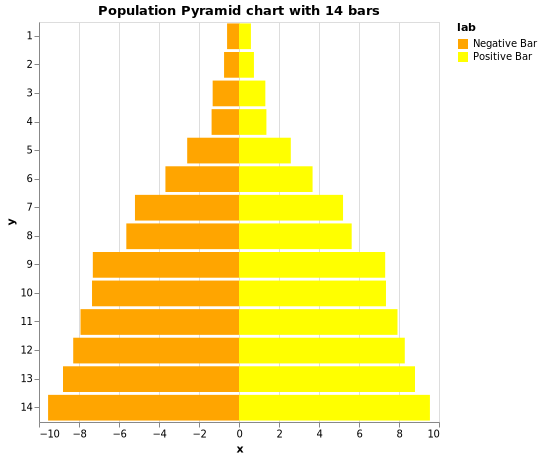 Population Pyramid chart with 14 bars
lab
Negative Bar
Positive Bar
y
1
2
3
4
5
6
7
8
9
10
11
12
13
14
−10 −8 −6 −4 −2 0 2 4 6 8 10
x